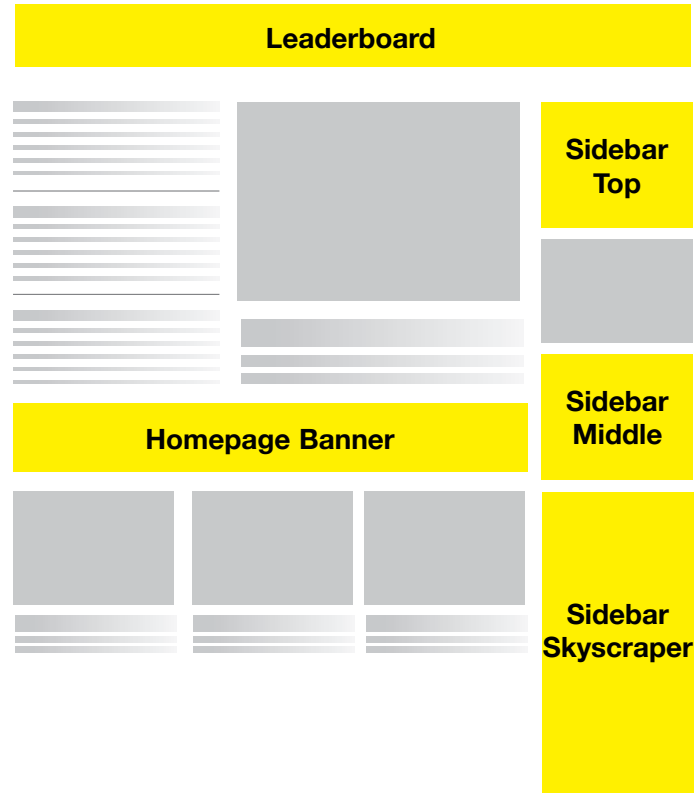 Leaderboard
Sidebar
Top
Sidebar
Middle
Homepage Banner
Sidebar
Skyscraper